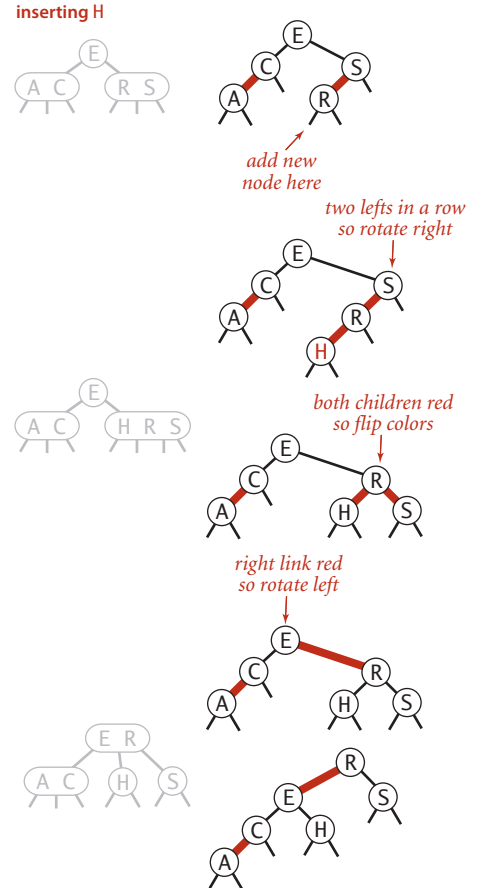 inserting H
E
A C
R S
E
C
S
A
R
add new
node here
two lefts in a row
so rotate right
E
C
S
A
R
H
E
A C
H R S
both children red
so flip colors
E
C
R
A
H
S
right link red
so rotate left
E
C
R
A
H
S
E R
A C
H
S
R
E
S
C
H
A